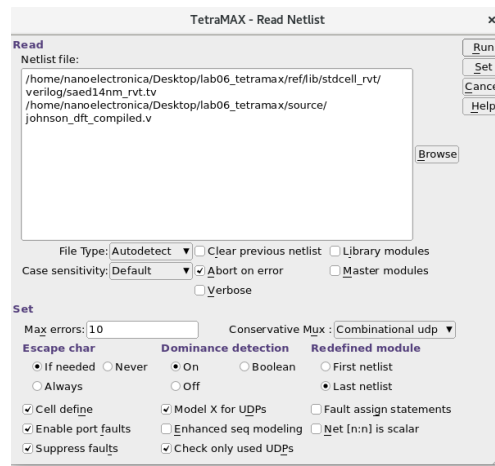 TetraMAX - Read Netlist
Read
Run
Netlist file:
Set
/home/nanoelectronica/Desktop/lab06_tetramax/ref/lib/stdcell_rvt/
verilog/saed14nm_rvt.tv
Cance
/home/nanoelectronica/Desktop/lab06_tetramax/source/
johnson_dft_compiled.v
Help
Browse
File Type: Autodetect Clear previous netlist Library modules
Case sensitivity: Default Abort on error Master modules
Verbose
Set
Max errors: 10 Conservative Mux : Combinational udp
Escape char Dominance detection Redefined module
If needed Never On Boolean First netlist
Always Off Last netlist
Cell define Model X for UDPs Fault assign statements
Enable port faults Enhanced seq modeling Net [n:n] is scalar
Suppress faults Check only used UDPs